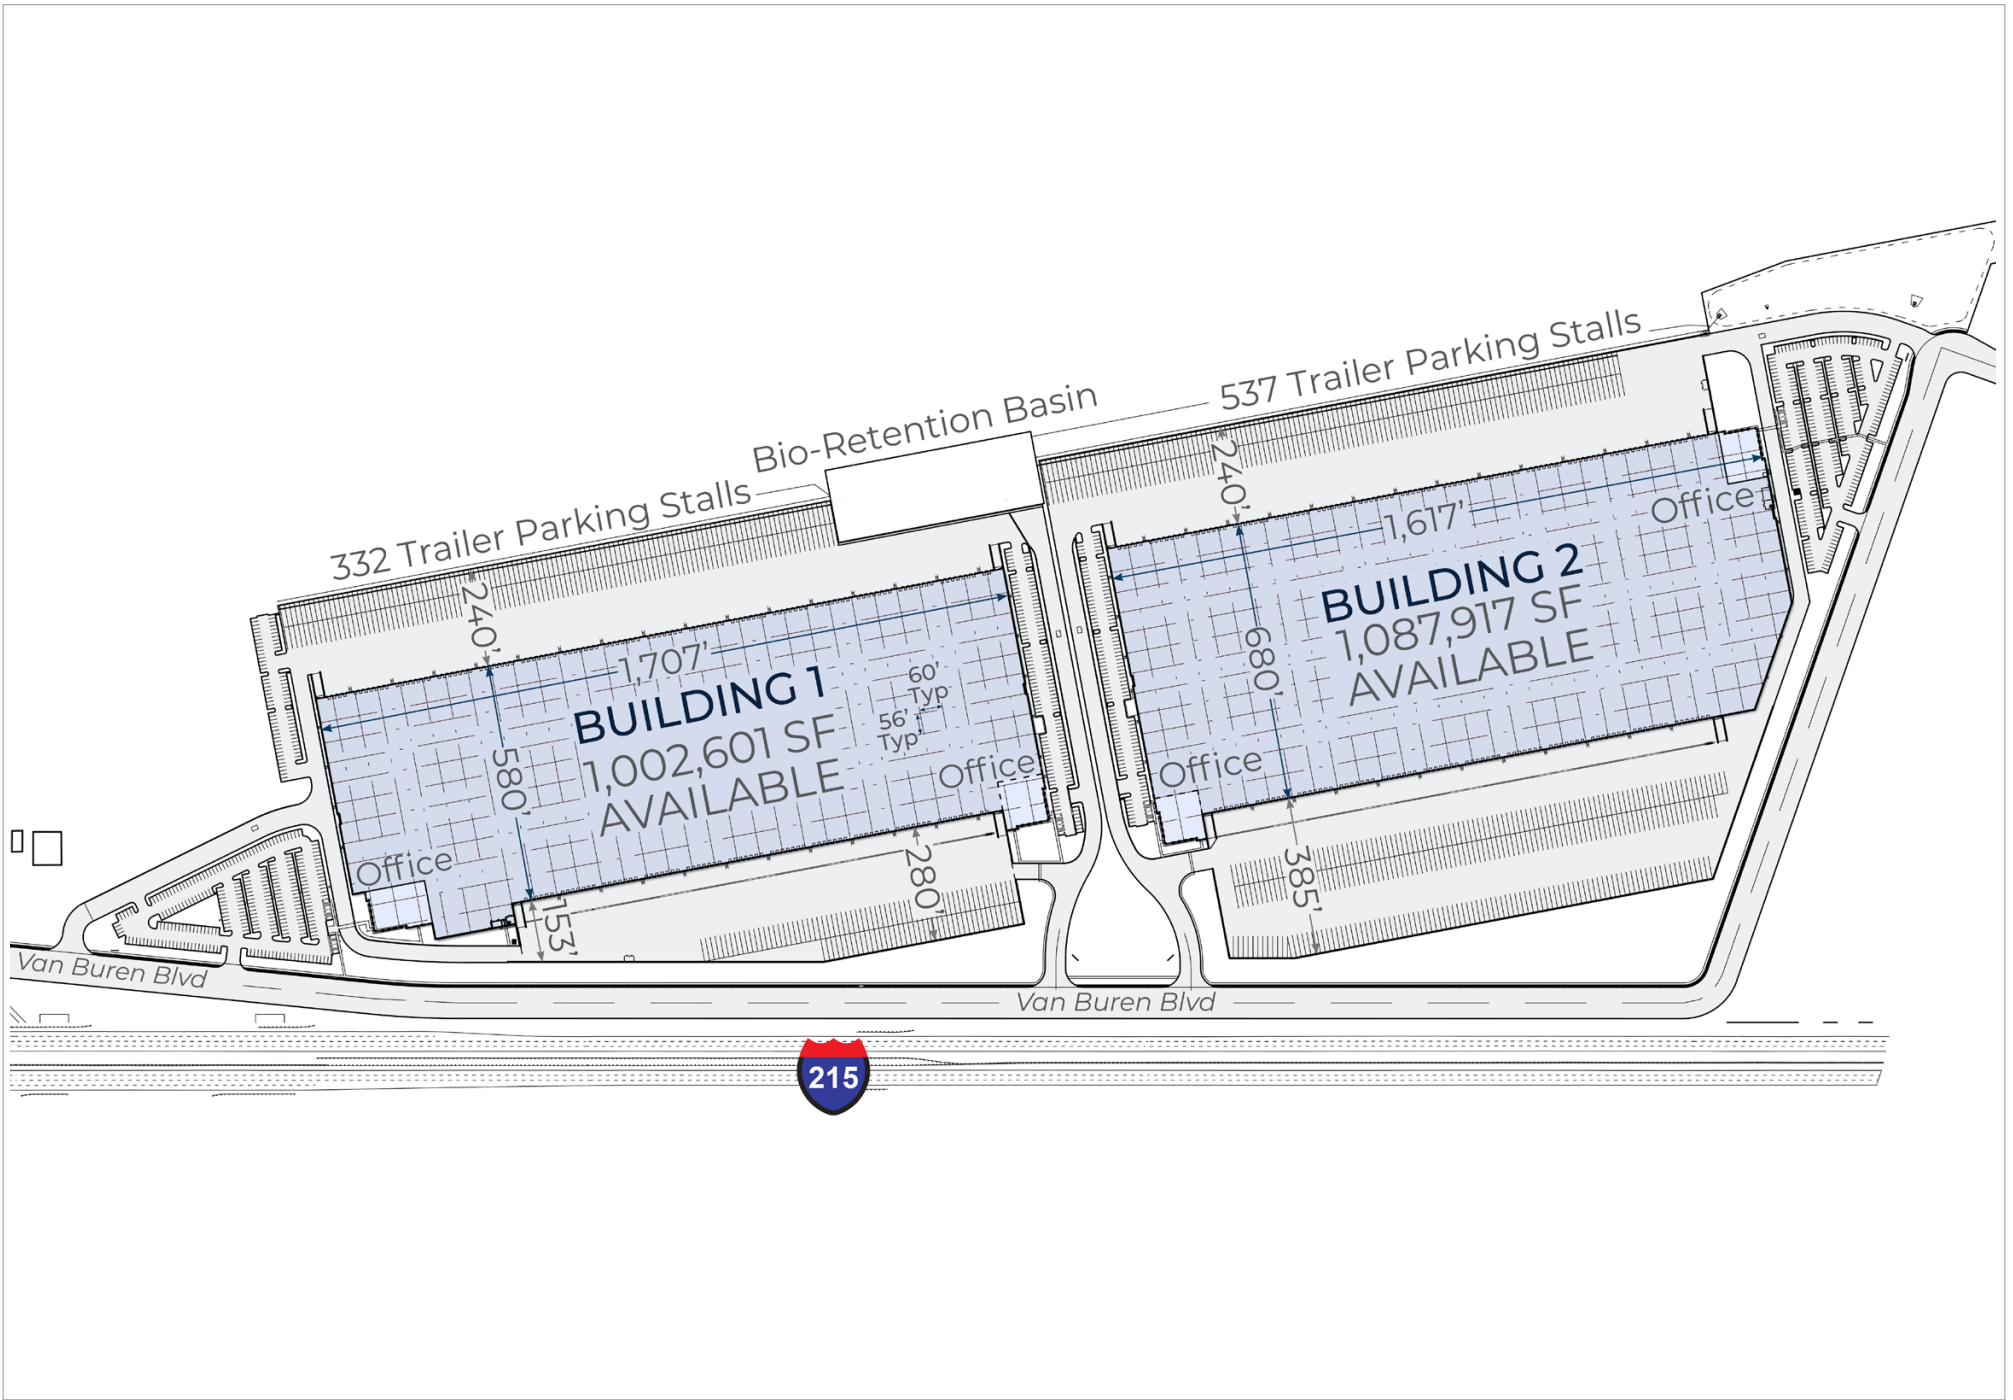 537 Trailer Parking Stalls
Bio-Retention Basin
332 Trailer Parking Stalls
240'
1,617'
Office
BUILDING 2
1,087,917 SF
AVAILABLE
680'
Office
385'
240'
1,707'
BUILDING 1
1,002,601 SF
AVAILABLE
60'
Typ
56'
Typ
580'
Office
Office
280'
153'
Van Buren Blvd
Van Buren Blvd
215